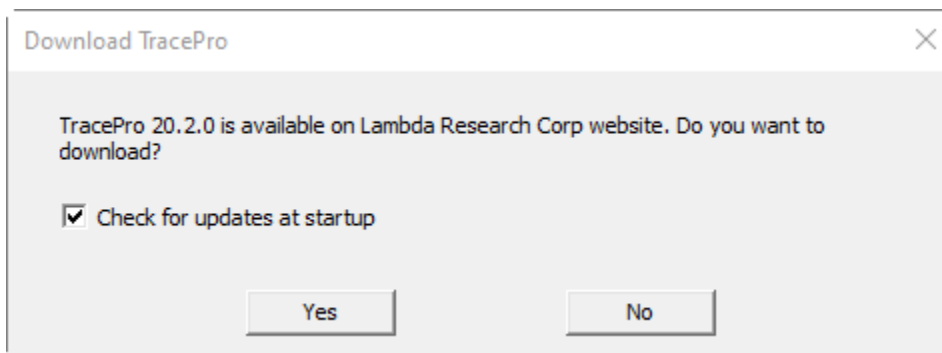 Download TracePro
TracePro 20.2.0 is available on Lambda Research Corp website. Do you want to
download?
Check for updates at startup
Yes
No